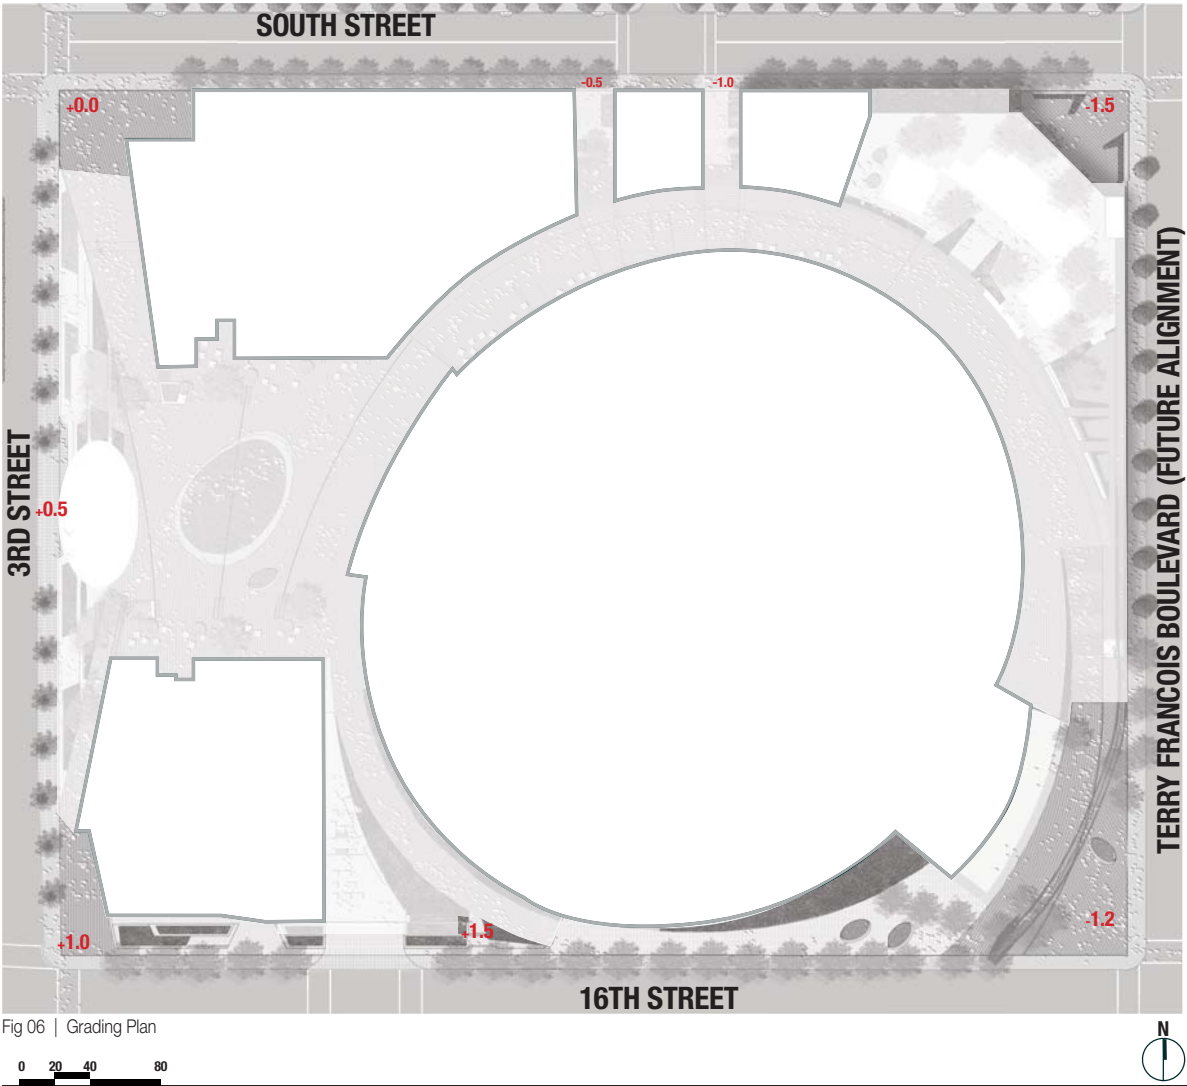 SOUTH STREET
-0.5
-1.0
+0.0
-1.5
TERRY FRANCOIS BOULEVARD (FUTURE ALIGNMENT)
3RD STREET
+0.5
+1.5
-1.2
+1.0
16TH STREET
Fig 06 | Grading Plan
N
0 20 40 80